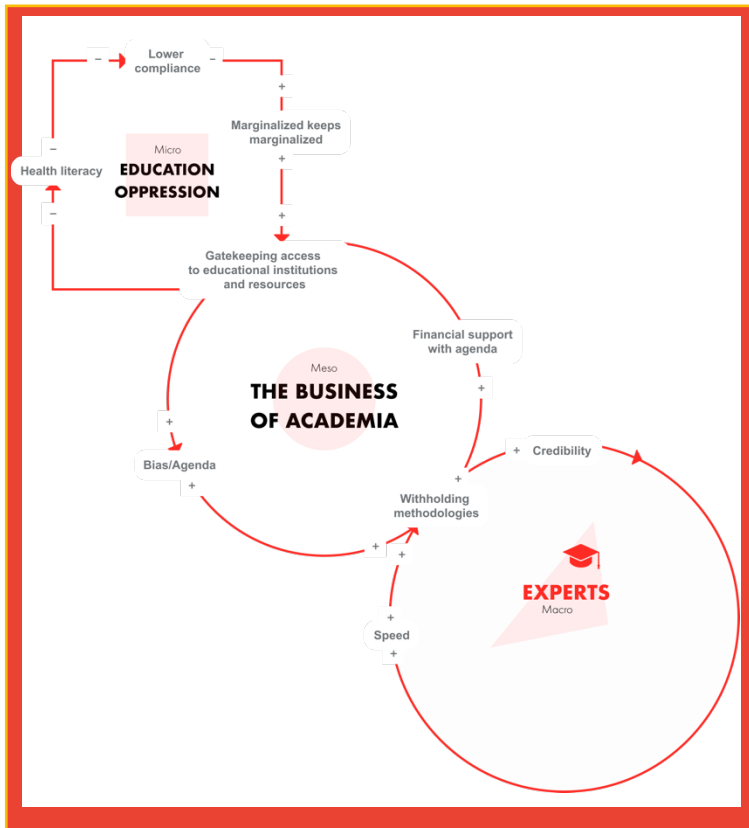 Lower
compliance
Marginalized keeps
marginalized
Micro
EDUCATION
OPPRESSION
Health literacy
Gatekeeping access
to educational institutions
and resources
Financial support
with agenda
Meso
THE BUSINESS
OF ACADEMIA
Bias/Agenda
Credibility
Withholding
methodologies
EXPERTS
Macro
Speed
− − + − + − + + + + + + + + + +